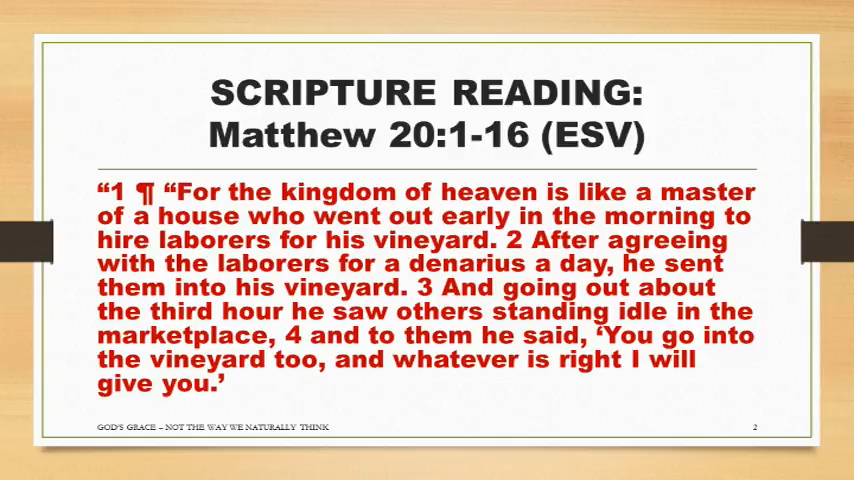 SCRIPTURE READING:
Matthew 20:1-16 (ESV)
“1 ¶ “For the kingdom of heaven is like a master
of a house who went out early in the morning to
hire laborers for his vineyard. 2 After agreeing
with the laborers for a denarius a day, he sent
them into his vineyard. 3 And going out about
the third hour he saw others standing idle in the
marketplace, 4 and to them he said, ‘You go into
the vineyard too, and whatever is right I will
give you.’
GOD'S GRACE – NOT THE WAY WE NATURALLY THINK
2